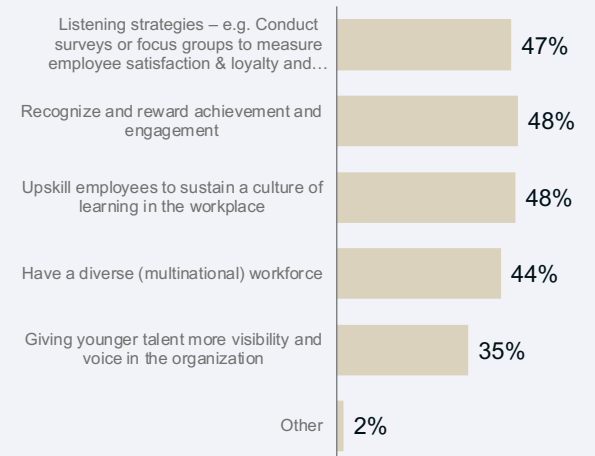 Listening strategies – e.g. Conduct
surveys or focus groups to measure
employee satisfaction & loyalty and…
47%
Recognize and reward achievement and
engagement
48%
Upskill employees to sustain a culture of
learning in the workplace
48%
Have a diverse (multinational) workforce
44%
Giving younger talent more visibility and
voice in the organization
35%
Other
2%